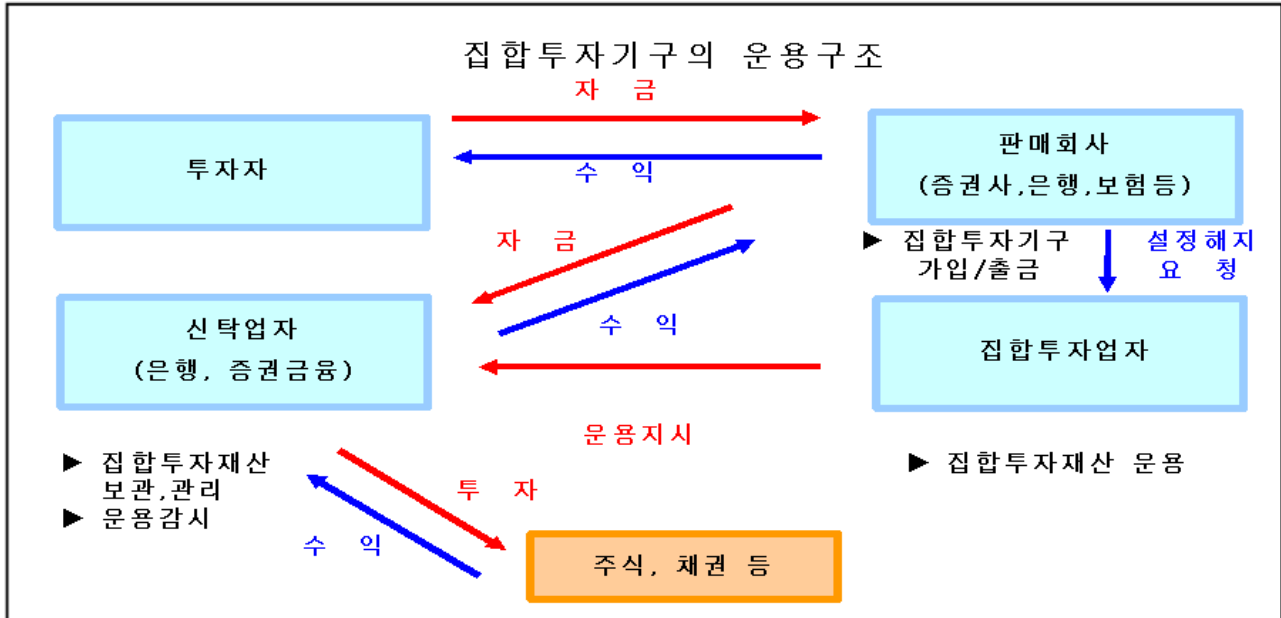 집합투자기구의 운용구조
자 금
투자자
수 익
판매회사
(증권사,은행,보험등)
자 금
▶ 집합투자기구
가입/출금
설정해지
요 청
신탁업자
(은행, 증권금융)
수 익
집합투자업자
운용지시
▶ 집합투자재산
보관,관리
▶ 운용감시
▶ 집합투자재산 운용
투 자
수 익
주식, 채권 등